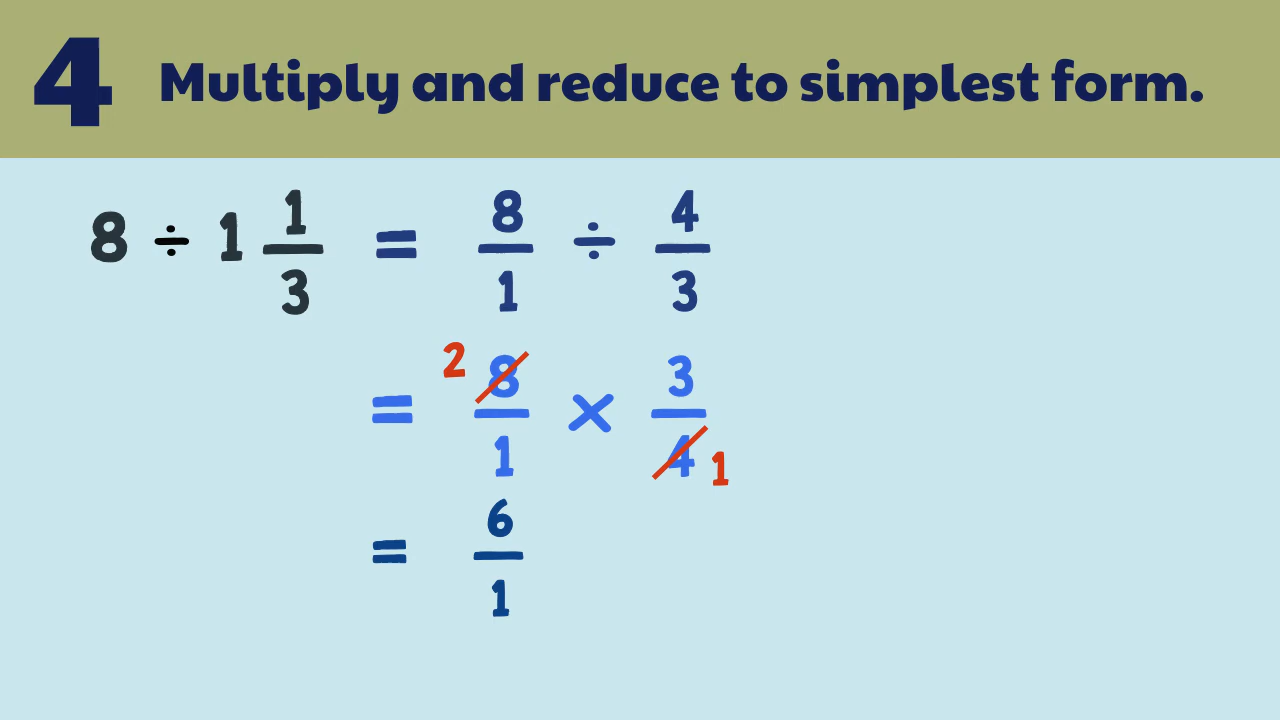 4 Multiply and reduce to simplest form.
8 ÷ 1 1/3 = 8/1 ÷ 4/3
= 2 8/1 × 3/4 1
= 6/1